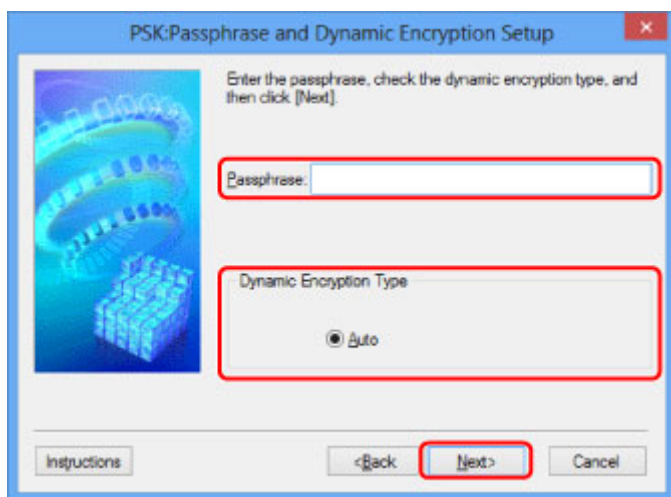 PSK:Passphrase and Dynamic Encryption Setup
Enter the passphrase, check the dynamic encryption type, and
then click [Next].
Passphrase:
Dynamic Encryption Type
Auto
Instructions <Back Next> Cancel